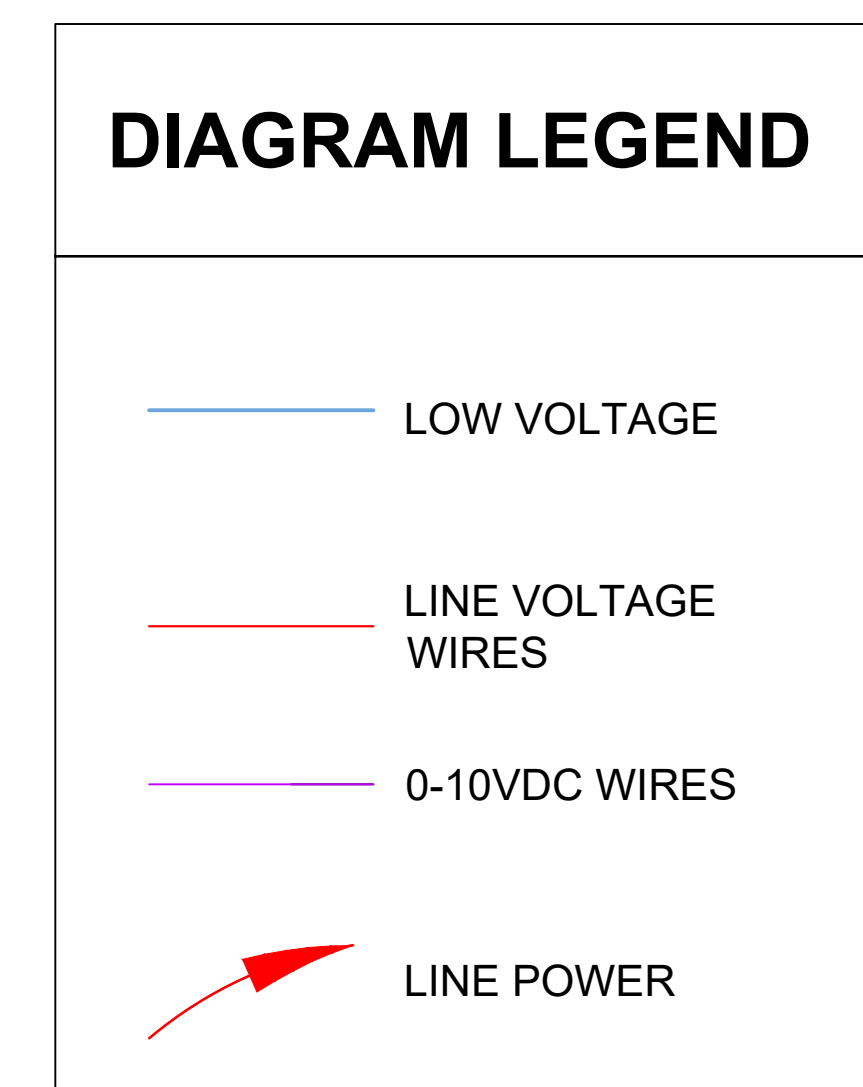 DIAGRAM LEGEND
LOW VOLTAGE
LINE VOLTAGE
WIRES
0-10VDC WIRES
LINE POWER